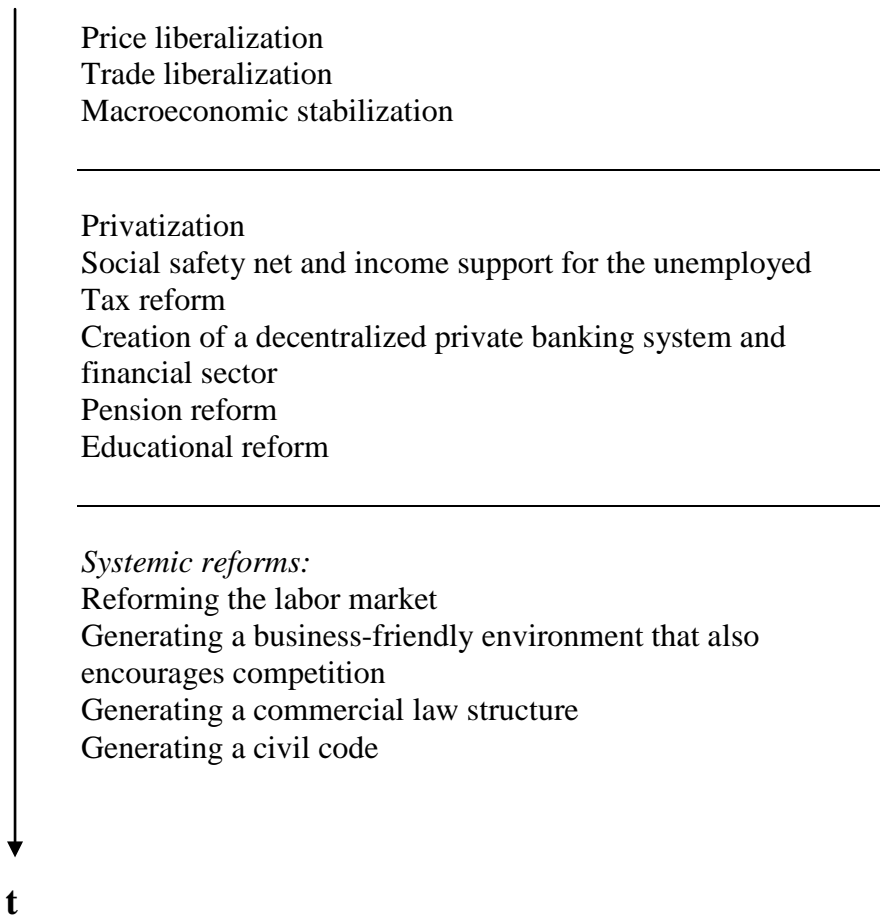 Price liberalization
Trade liberalization
Macroeconomic stabilization
Privatization
Social safety net and income support for the unemployed
Tax reform
Creation of a decentralized private banking system and
financial sector
Pension reform
Educational reform
Systemic reforms:
Reforming the labor market
Generating a business-friendly environment that also
encourages competition
Generating a commercial law structure
Generating a civil code
t